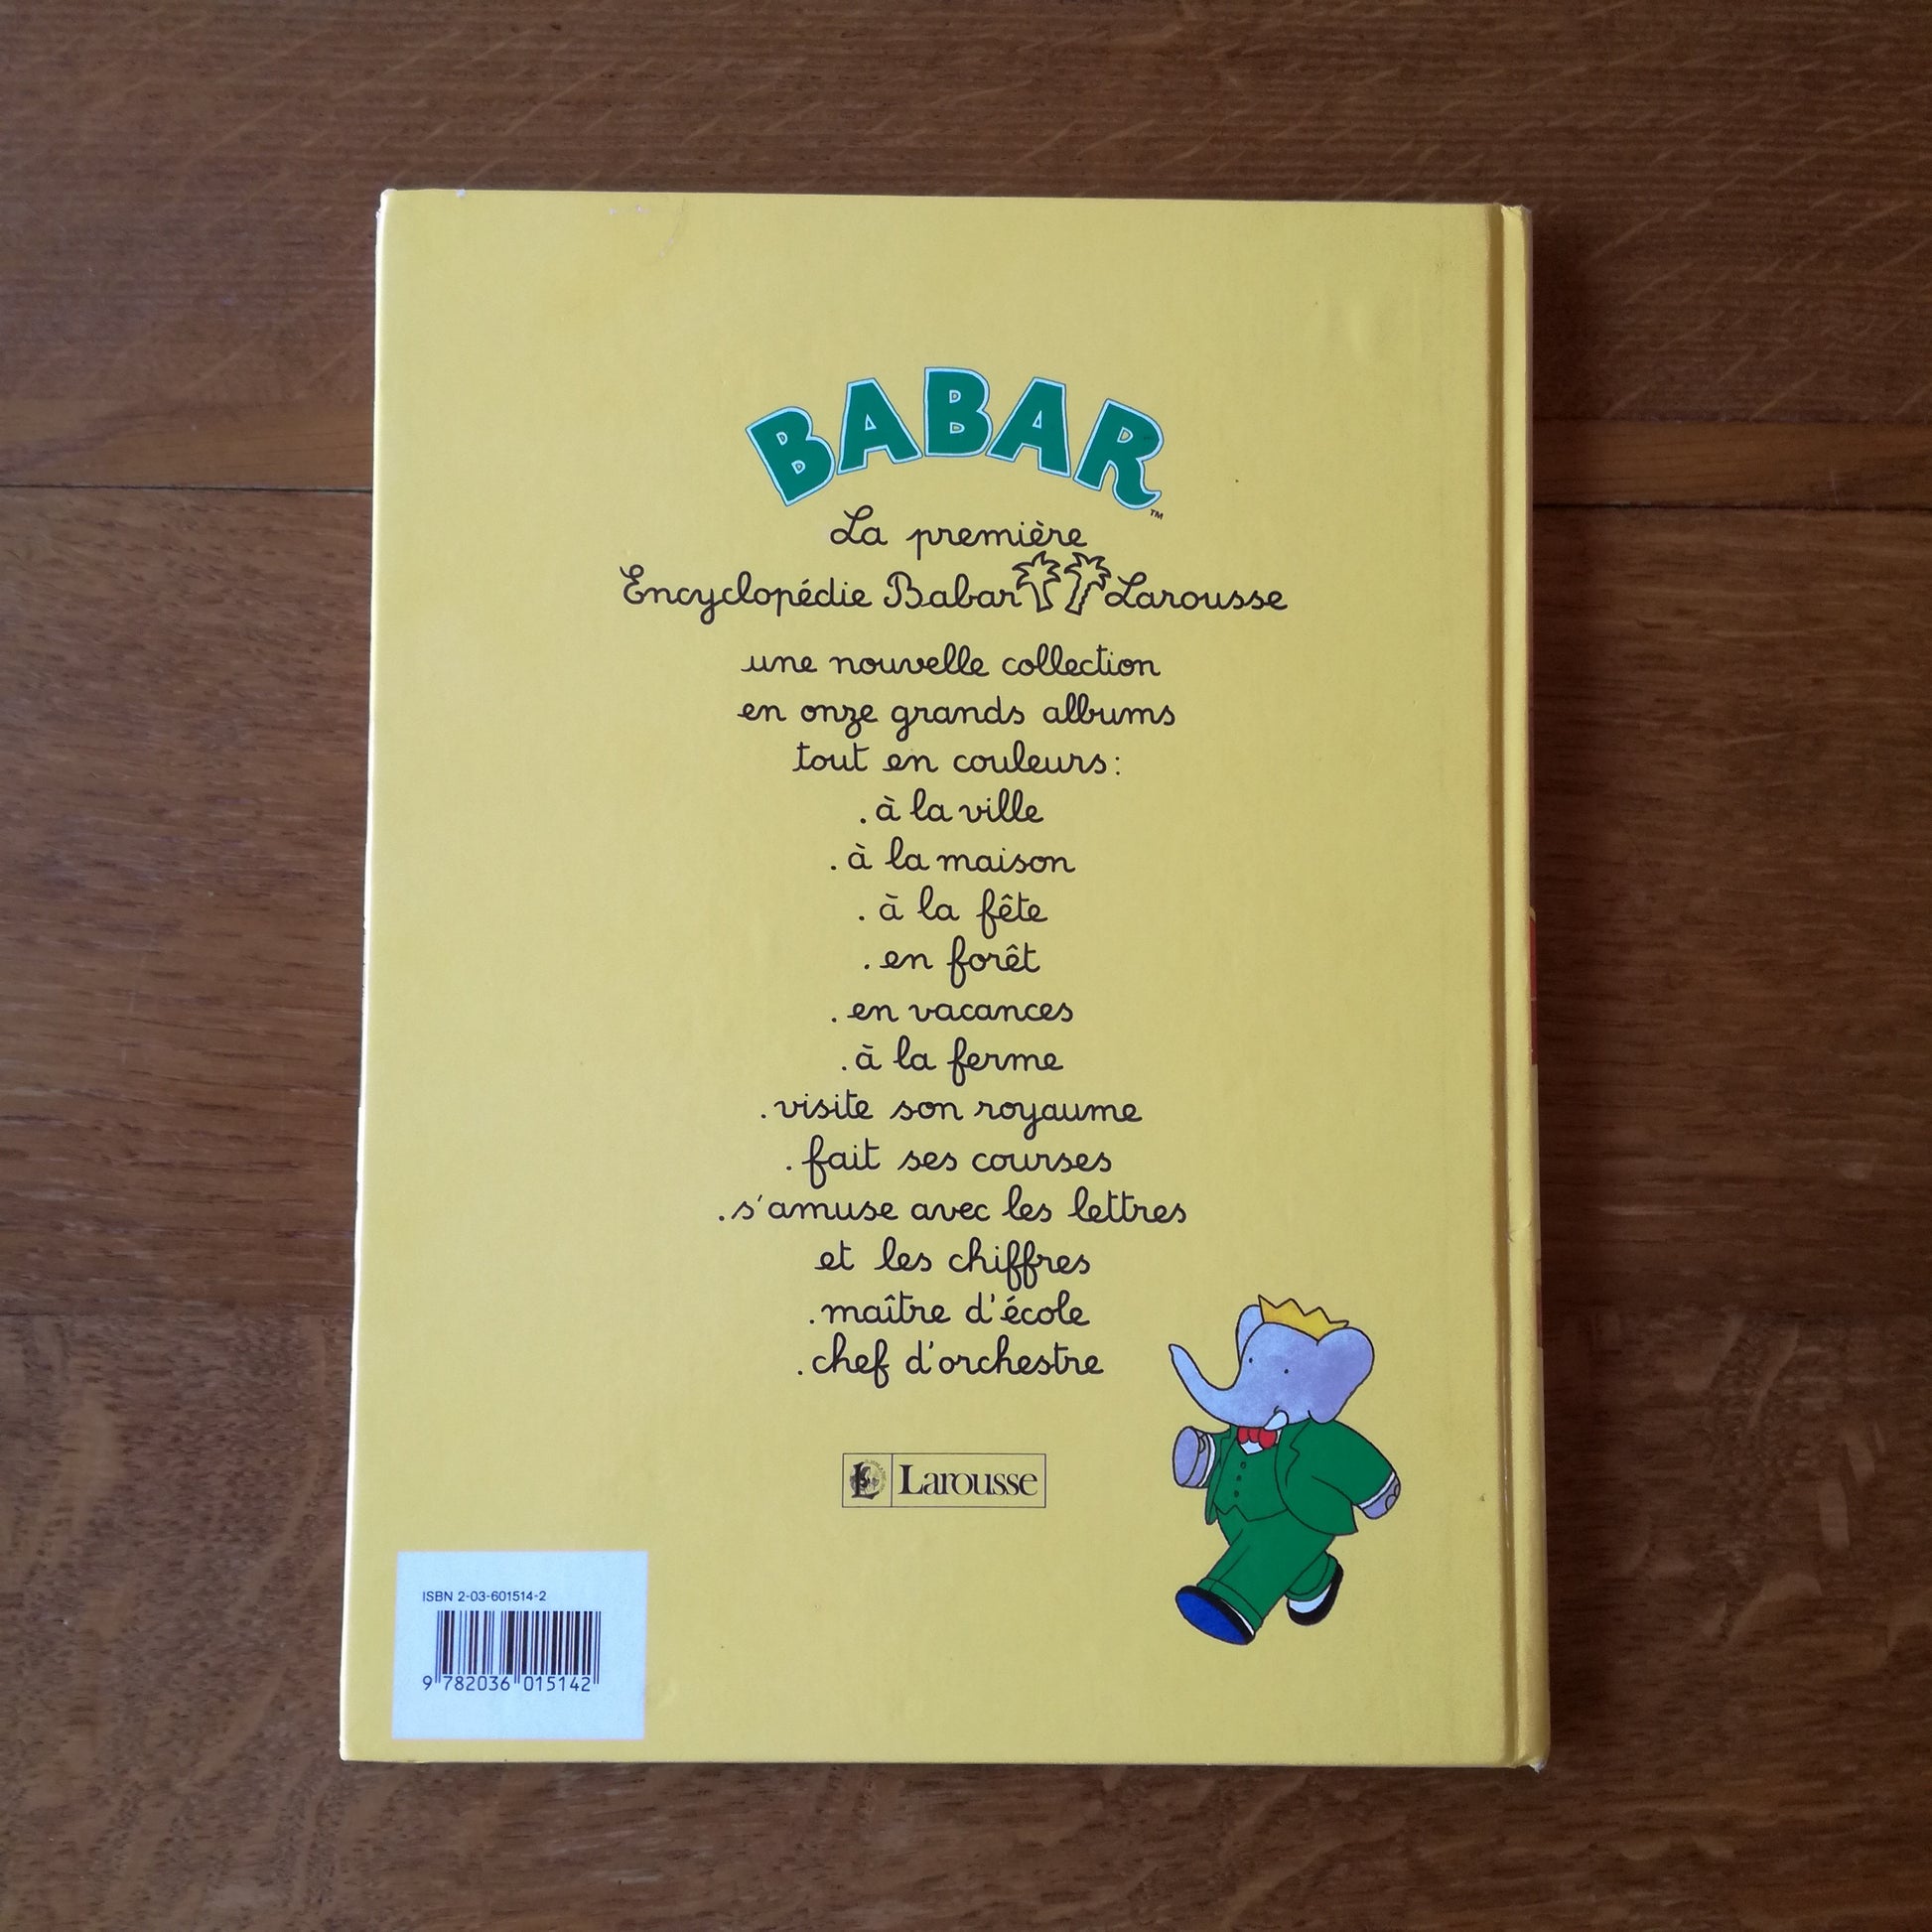 BABAR™
La première
Encyclopédie Babar Larousse
une nouvelle collection
en onze grands albums
tout en couleurs:
. à la ville
. à la maison
. à la fête
. en forêt
. en vacances
. à la ferme
. visite son royaume
. fait ses courses
. s'amuse avec les lettres
et les chiffres
. maître d'école
. chef d'orchestre
L Larousse
ISBN 2-03-601514-2
9 782036 015142